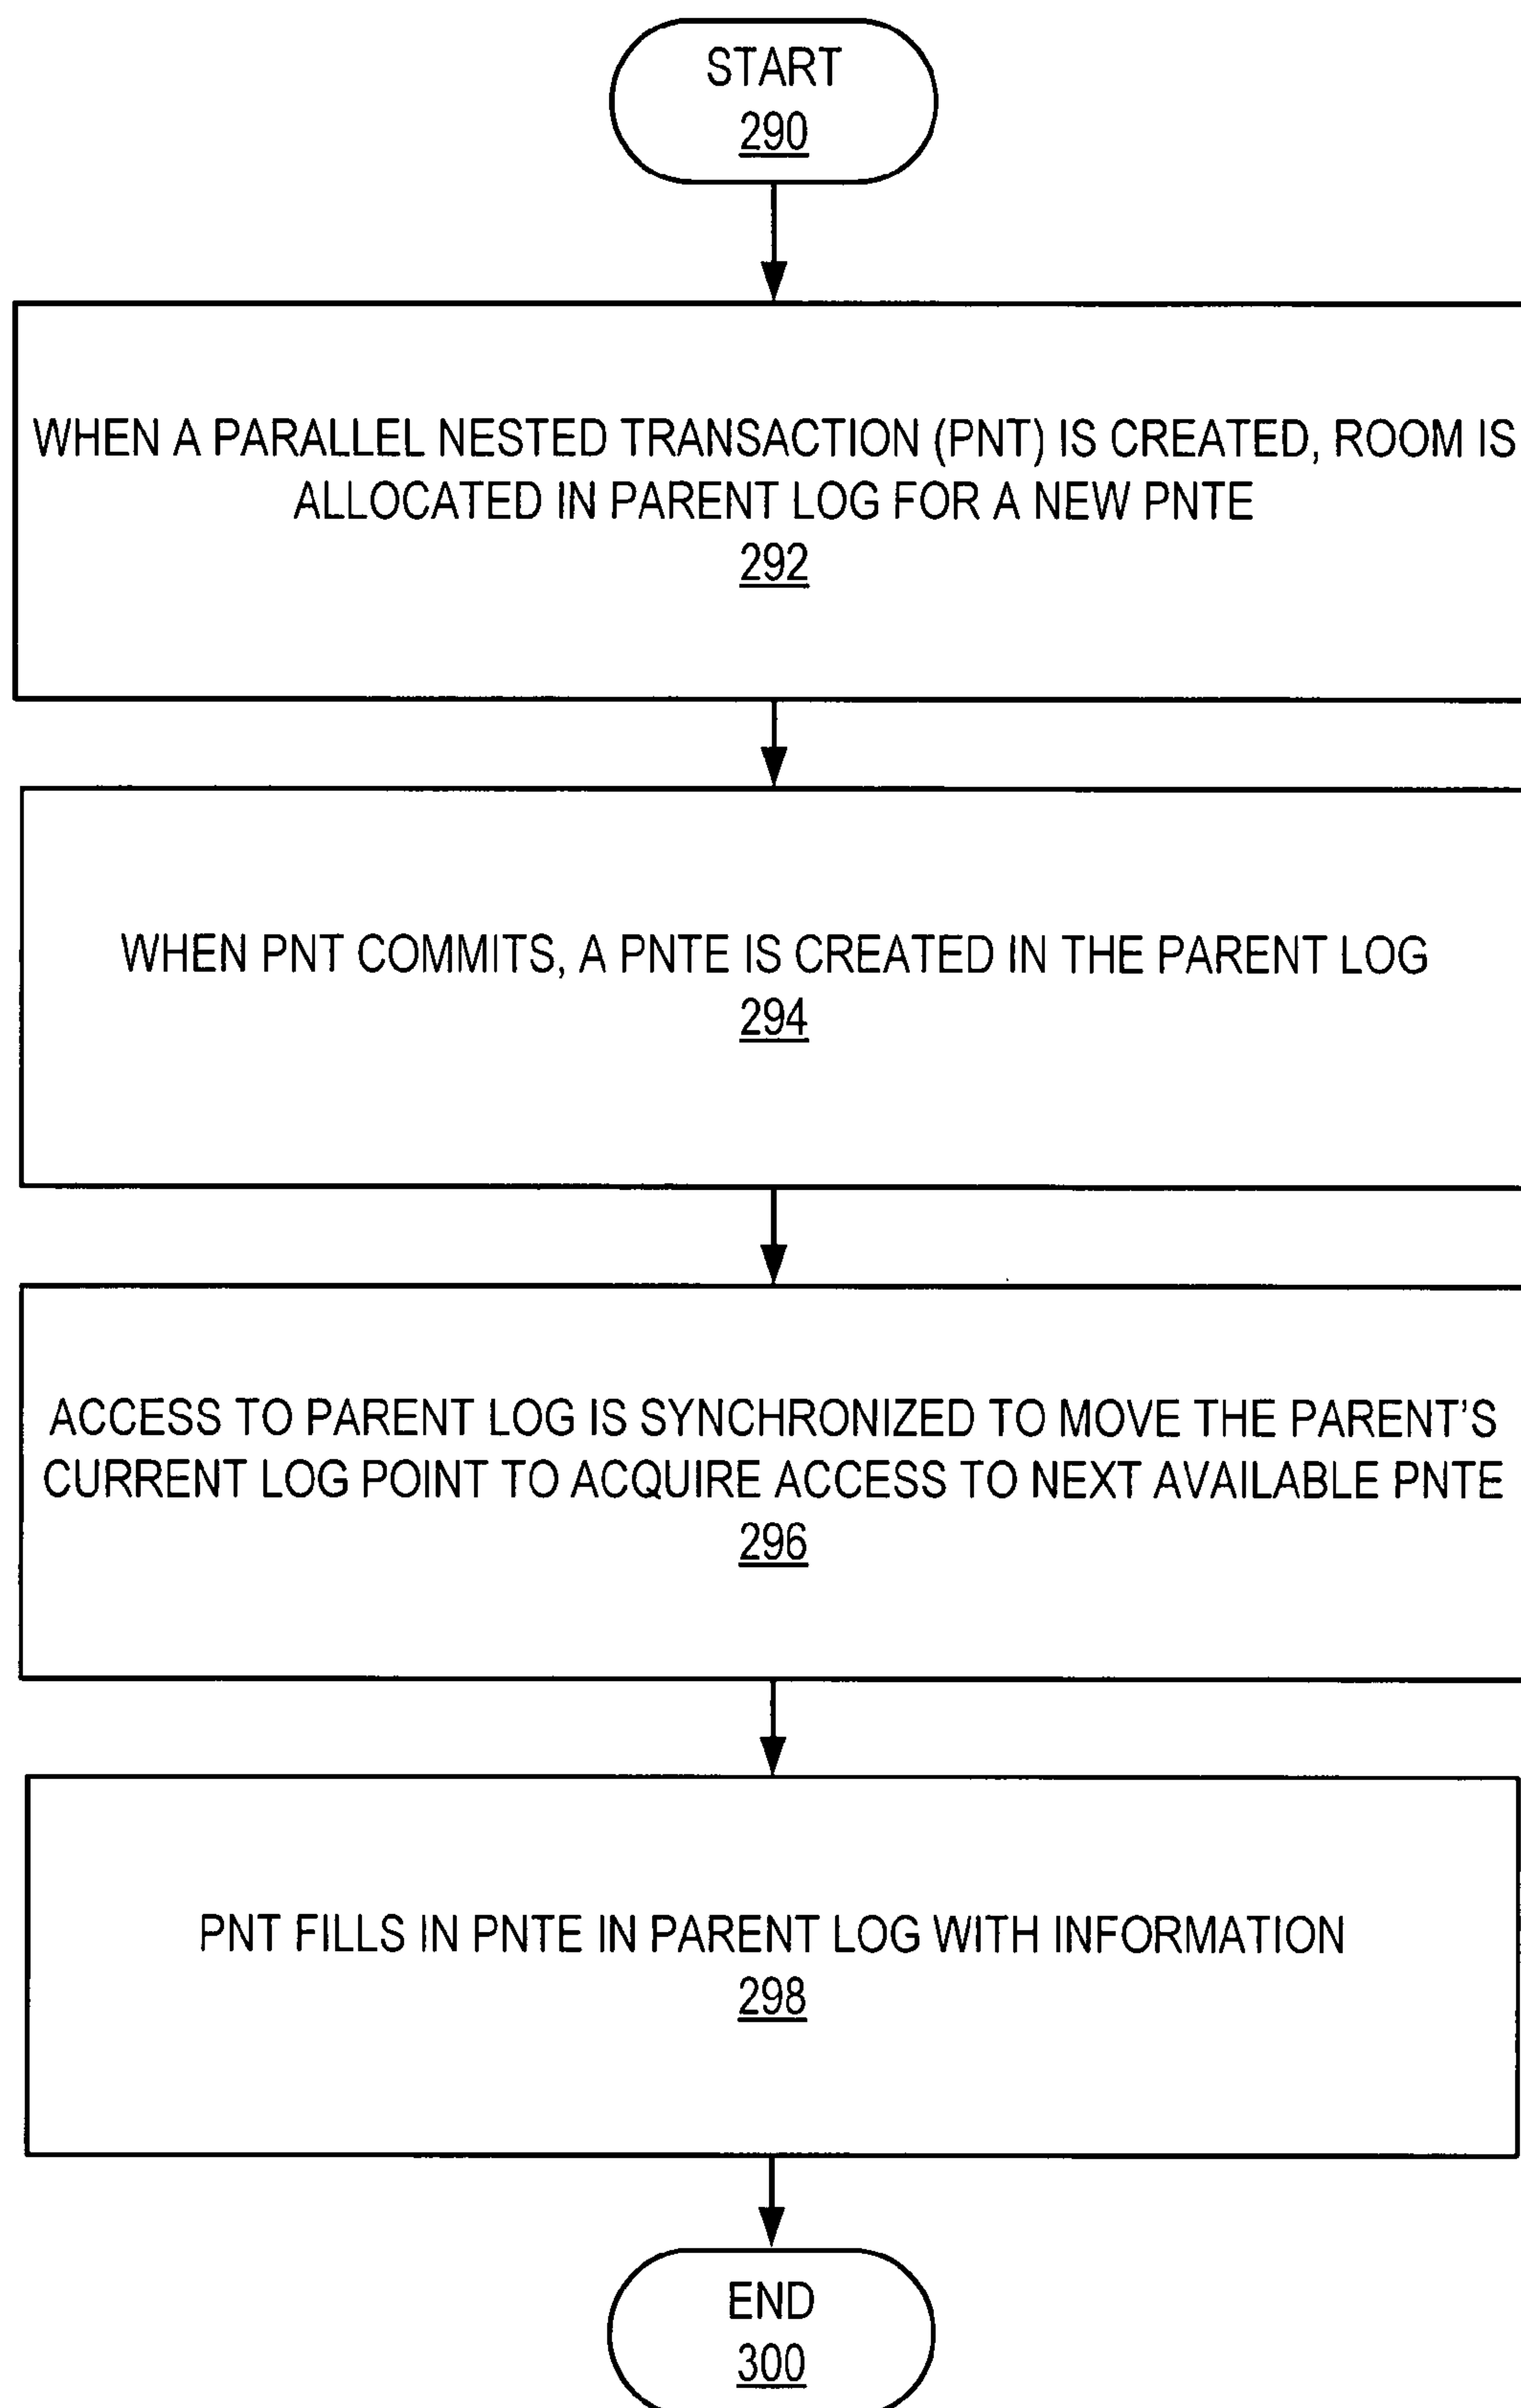 START
290
WHEN A PARALLEL NESTED TRANSACTION (PNT) IS CREATED, ROOM IS
ALLOCATED IN PARENT LOG FOR A NEW PNTE
292
WHEN PNT COMMITS, A PNTE IS CREATED IN THE PARENT LOG
294
ACCESS TO PARENT LOG IS SYNCHRONIZED TO MOVE THE PARENT'S
CURRENT LOG POINT TO ACQUIRE ACCESS TO NEXT AVAILABLE PNTE
296
PNT FILLS IN PNTE IN PARENT LOG WITH INFORMATION
298
END
300